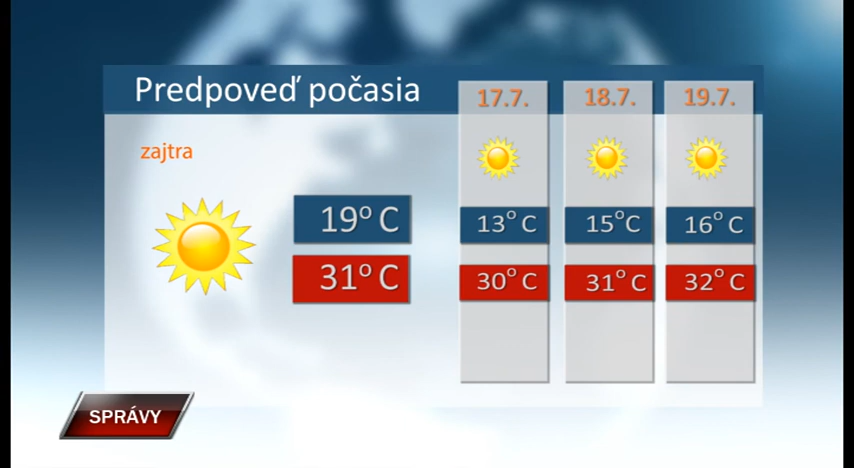 Predpoveď počasia
zajtra
19° C
31° C
17.7.
18.7.
19.7.
13° C
15°C
16° C
30° C
31° C
32° C
SPRÁVY